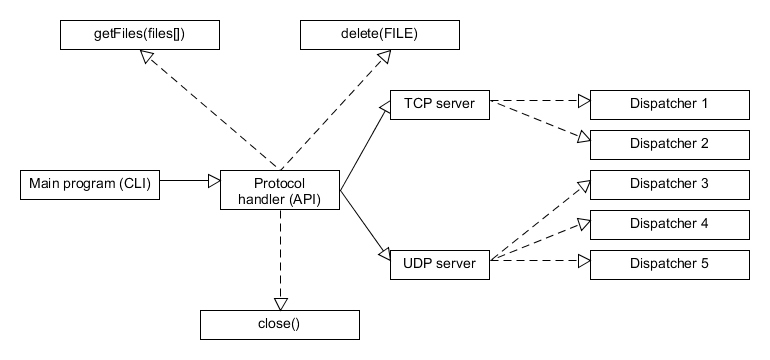 getFiles(files[])
delete(FILE)
TCP server
Dispatcher 1
Dispatcher 2
Main program (CLI)
Protocol
handler (API)
Dispatcher 3
Dispatcher 4
UDP server
Dispatcher 5
close()